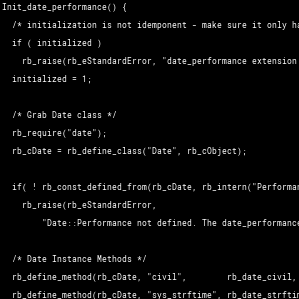 Init_date_performance() {
/* initialization is not idemponent - make sure it only ha
if ( initialized )
rb_raise(rb_eStandardError, "date_performance extension
initialized = 1;
/* Grab Date class */
rb_require("date");
rb_cDate = rb_define_class("Date", rb_cObject);
if( ! rb_const_defined_from(rb_cDate, rb_intern("Performan
rb_raise(rb_eStandardError,
"Date::Performance not defined. The date_performance
/* Date Instance Methods */
rb_define_method(rb_cDate, "civil", rb_date_civil,
rb_define_method(rb_cDate, "sys_strftime", rb_date_strftim